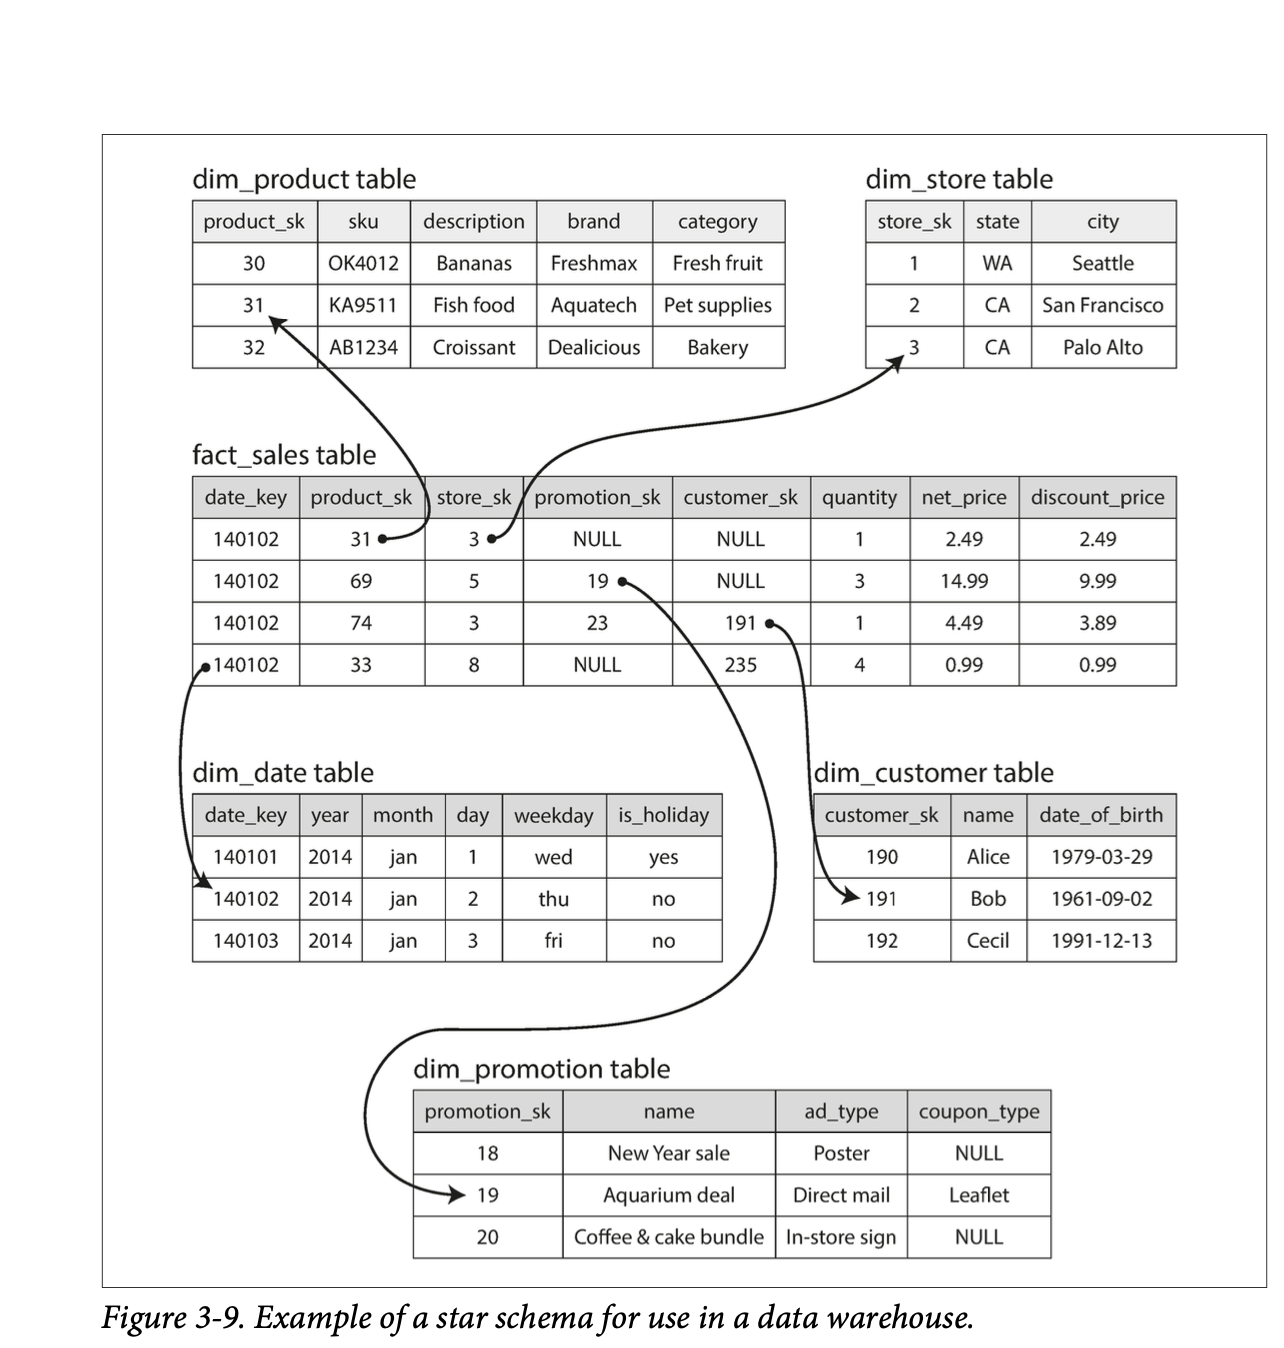 dim_product table
product_sk sku description brand category
30 OK4012 Bananas Freshmax Fresh fruit
31 KA9511 Fish food Aquatech Pet supplies
32 AB1234 Croissant Dealicious Bakery
dim_store table
store_sk state city
1 WA Seattle
2 CA San Francisco
3 CA Palo Alto
fact_sales table
date_key product_sk store_sk promotion_sk customer_sk quantity net_price discount_price
140102 31 3 NULL NULL 1 2.49 2.49
140102 69 5 19 NULL 3 14.99 9.99
140102 74 3 23 191 1 4.49 3.89
140102 33 8 NULL 235 4 0.99 0.99
dim_date table
date_key year month day weekday is_holiday
140101 2014 jan 1 wed yes
140102 2014 jan 2 thu no
140103 2014 jan 3 fri no
dim_customer table
customer_sk name date_of_birth
190 Alice 1979-03-29
191 Bob 1961-09-02
192 Cecil 1991-12-13
dim_promotion table
promotion_sk name ad_type coupon_type
18 New Year sale Poster NULL
19 Aquarium deal Direct mail Leaflet
20 Coffee & cake bundle In-store sign NULL
Figure 3-9. Example of a star schema for use in a data warehouse.